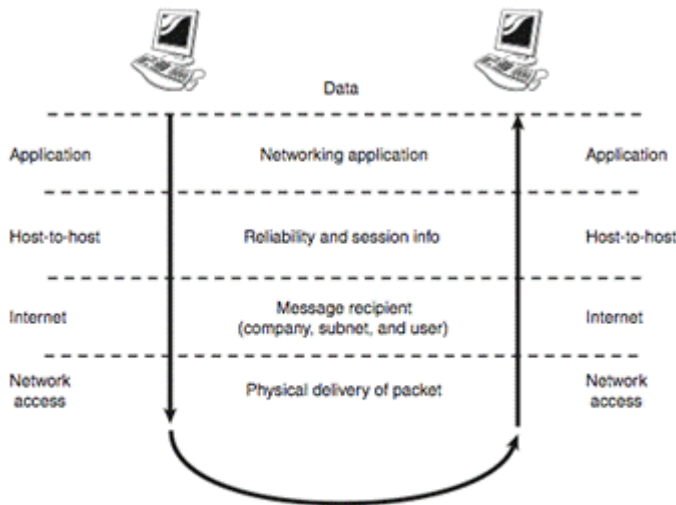 Data
Application Networking application Application
Host-to-host Reliability and session info Host-to-host
Internet Message recipient Internet
(company, subnet, and user)
Network Physical delivery of packet Network
access access